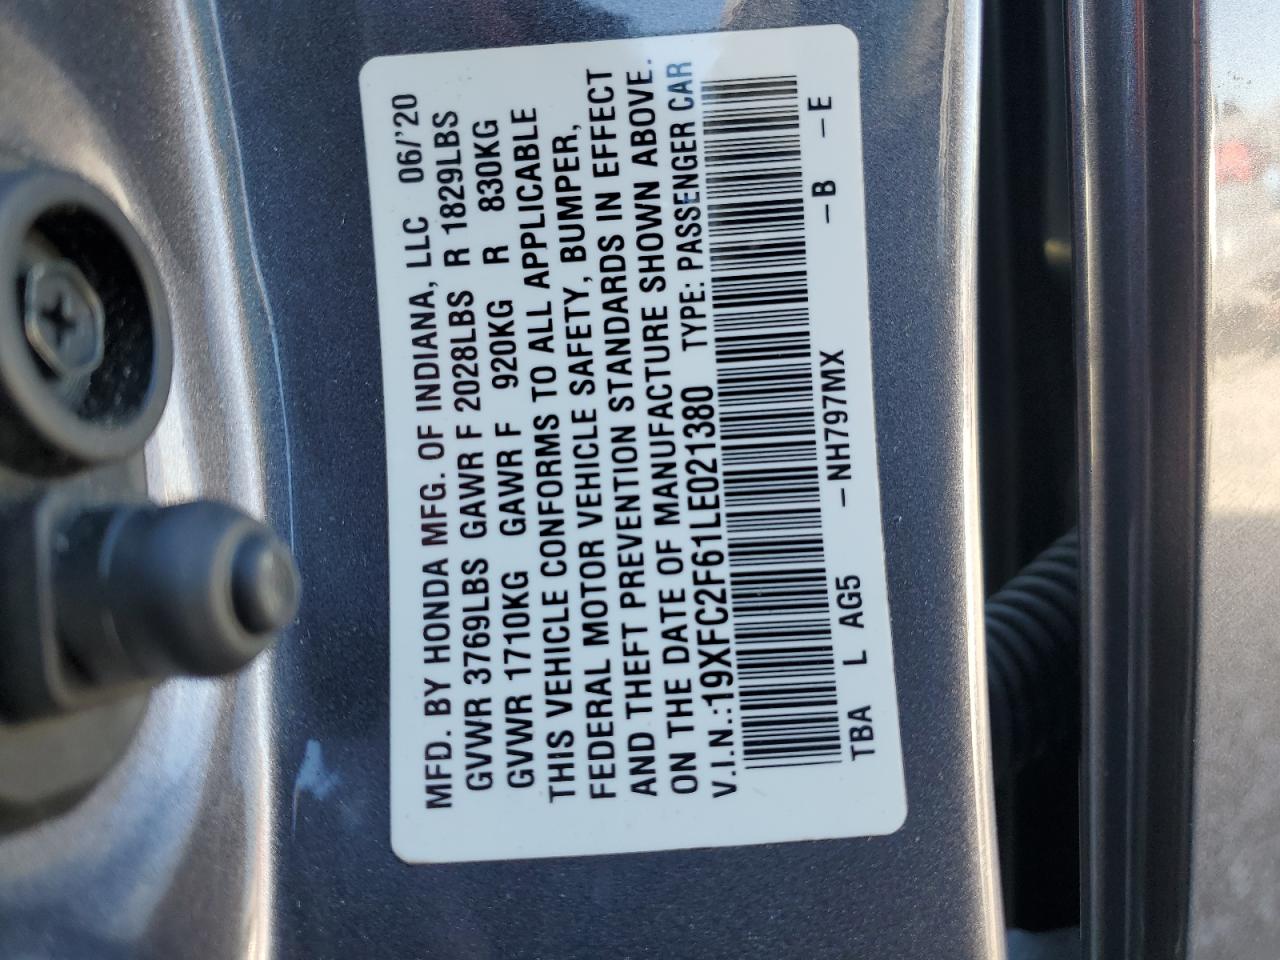 MFD. BY HONDA MFG. OF INDIANA, LLC 06/'20
GVWR 3769LBS GAWR F 2028LBS R 1829LBS
GVWR 1710KG GAWR F 920KG R 830KG
THIS VEHICLE CONFORMS TO ALL APPLICABLE
FEDERAL MOTOR VEHICLE SAFETY, BUMPER,
AND THEFT PREVENTION STANDARDS IN EFFECT
ON THE DATE OF MANUFACTURE SHOWN ABOVE.
V.I.N.:19XFC2F61LE021380 TYPE: PASSENGER CAR
TBA L AG5 -NH797MX -B -E